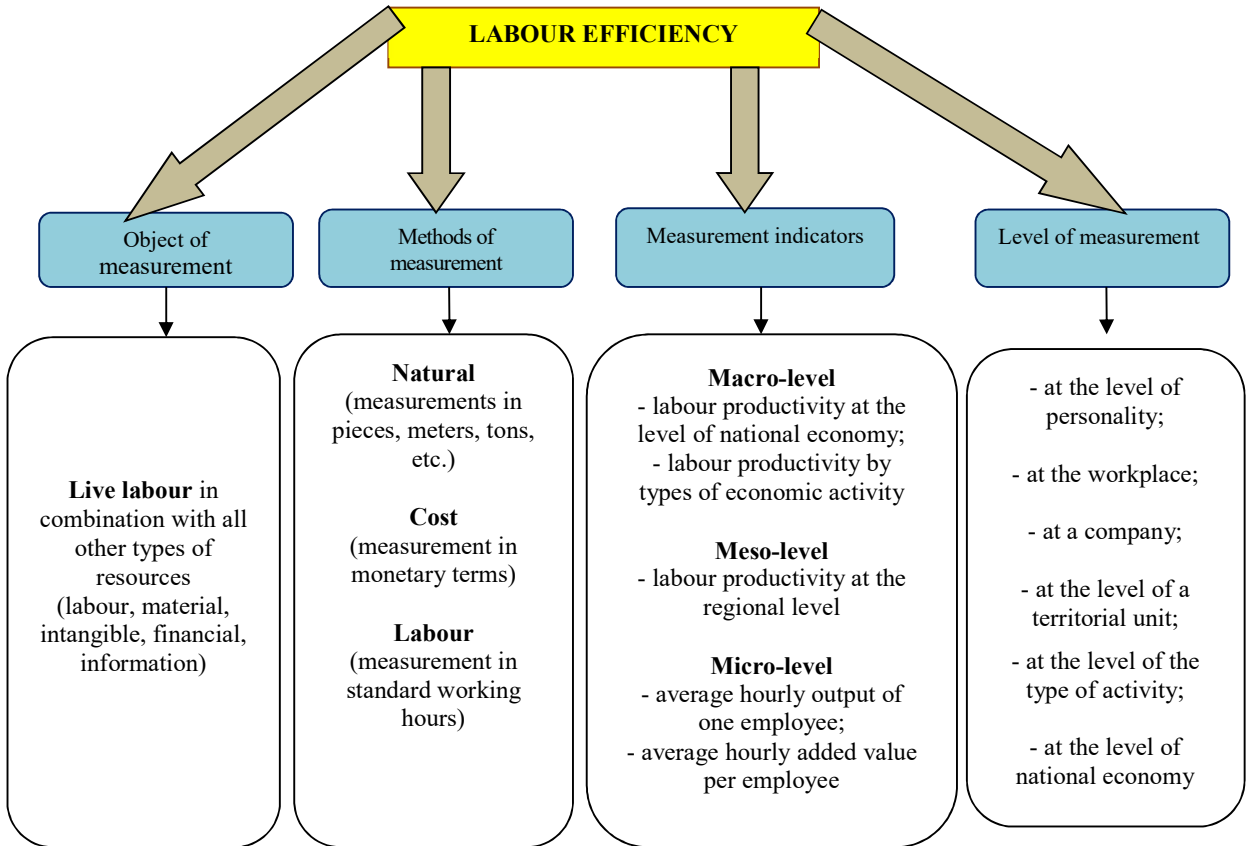 LABOUR EFFICIENCY
Object of
measurement
Methods of
measurement
Measurement indicators
Level of measurement
Live labour in
combination with all
other types of
resources
(labour, material,
intangible, financial,
information)
Natural
(measurements in
pieces, meters, tons,
etc.)
Cost
(measurement in
monetary terms)
Labour
(measurement in
standard working
hours)
Macro-level
- labour productivity at the
level of national economy;
- labour productivity by
types of economic activity
Meso-level
- labour productivity at the
regional level
Micro-level
- average hourly output of
one employee;
- average hourly added value
per employee
- at the level of
personality;
- at the workplace;
- at a company;
- at the level of a
territorial unit;
- at the level of the
type of activity;
- at the level of
national economy